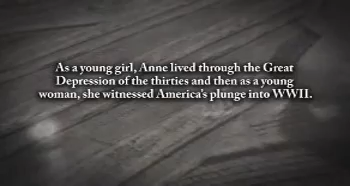 As a young girl, Anne lived through the Great
Depression of the thirties and then as a young
woman, she witnessed America's plunge into WWII.